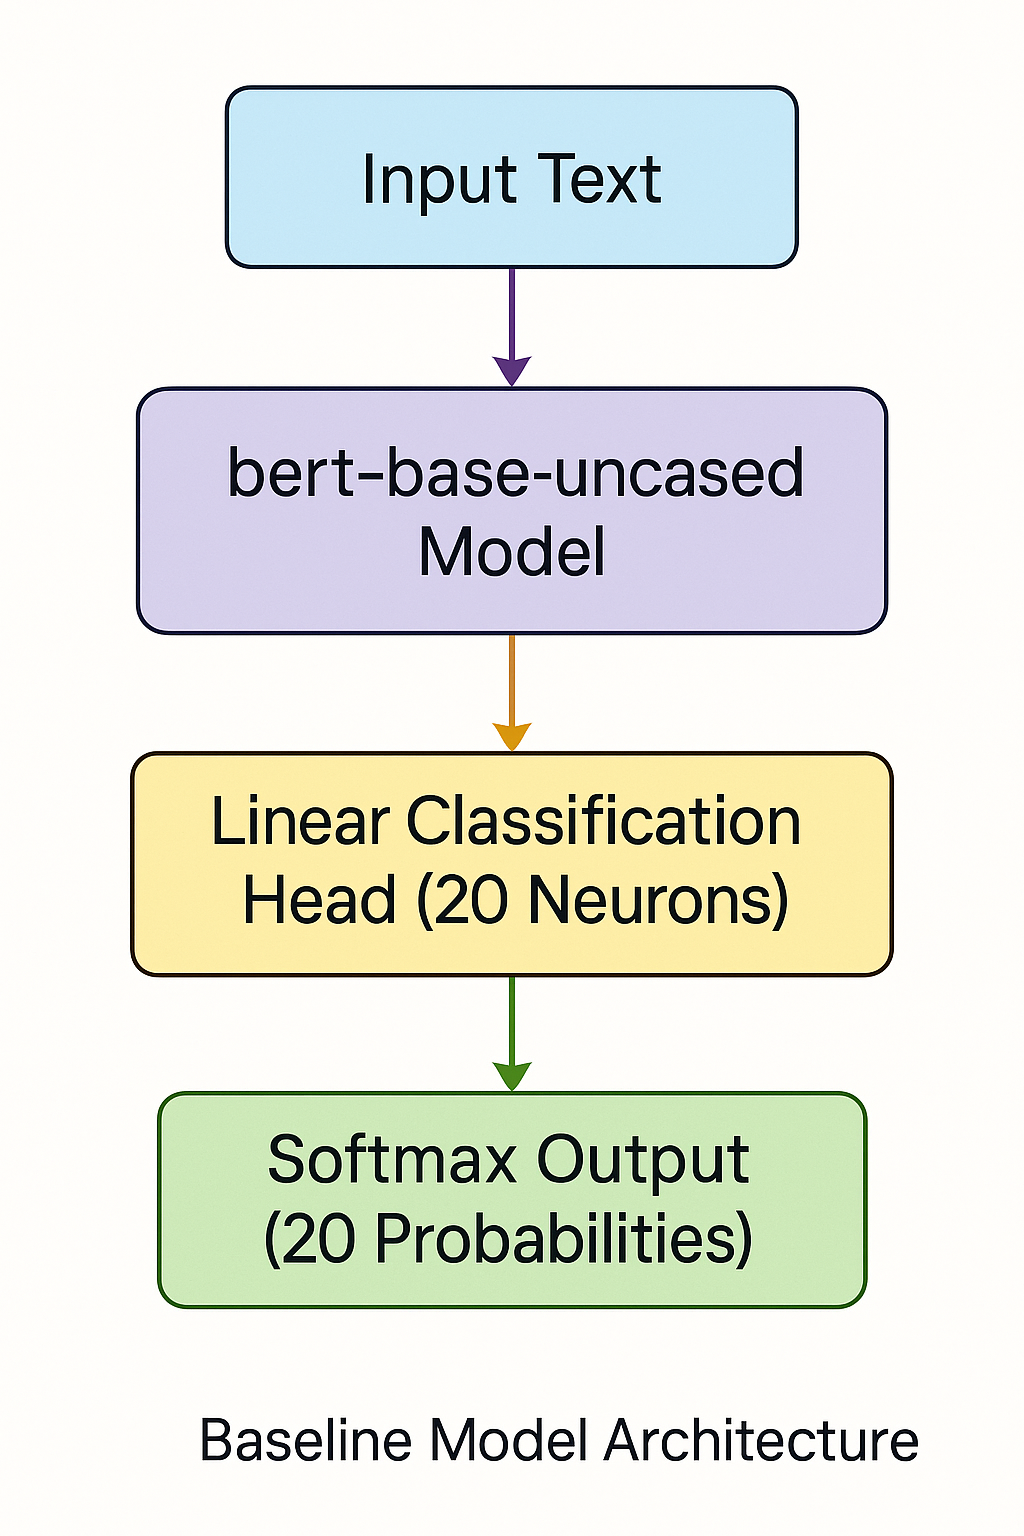 Input Text
bert-base-uncased
Model
Linear Classification
Head (20 Neurons)
Softmax Output
(20 Probabilities)
Baseline Model Architecture